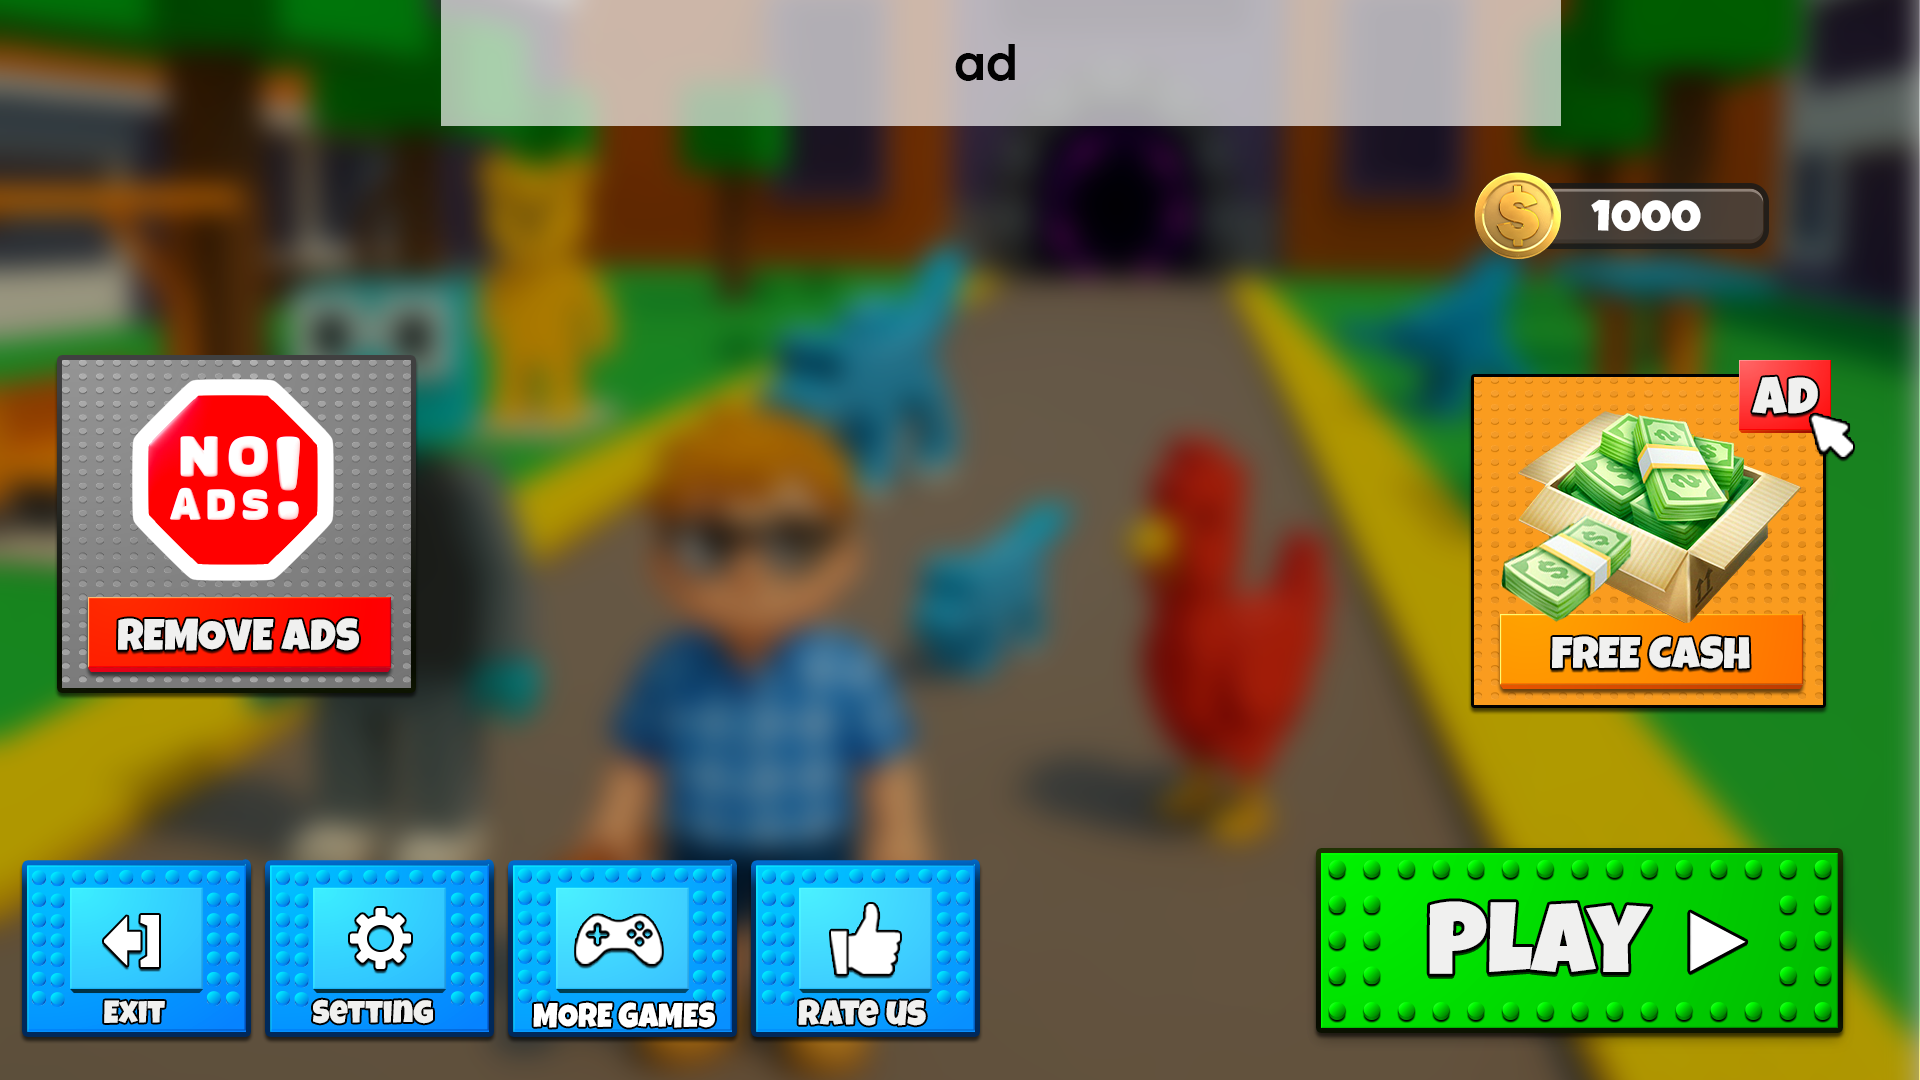 ad
1000
NO!
ADS
REMOVE ADS
AD
FREE CASH
EXIT
SETTING
MORE GAMES
RATE US
PLAY